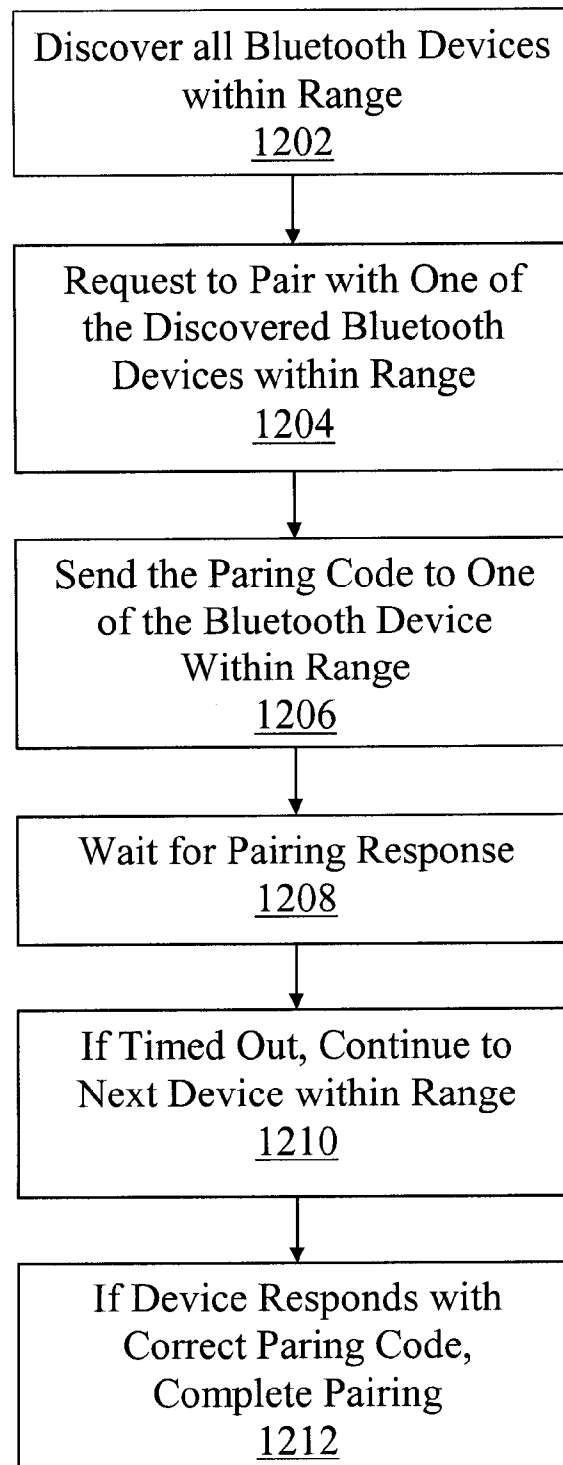 Discover all Bluetooth Devices
within Range
1202
Request to Pair with One of
the Discovered Bluetooth
Devices within Range
1204
Send the Paring Code to One
of the Bluetooth Device
Within Range
1206
Wait for Pairing Response
1208
If Timed Out, Continue to
Next Device within Range
1210
If Device Responds with
Correct Paring Code,
Complete Pairing
1212